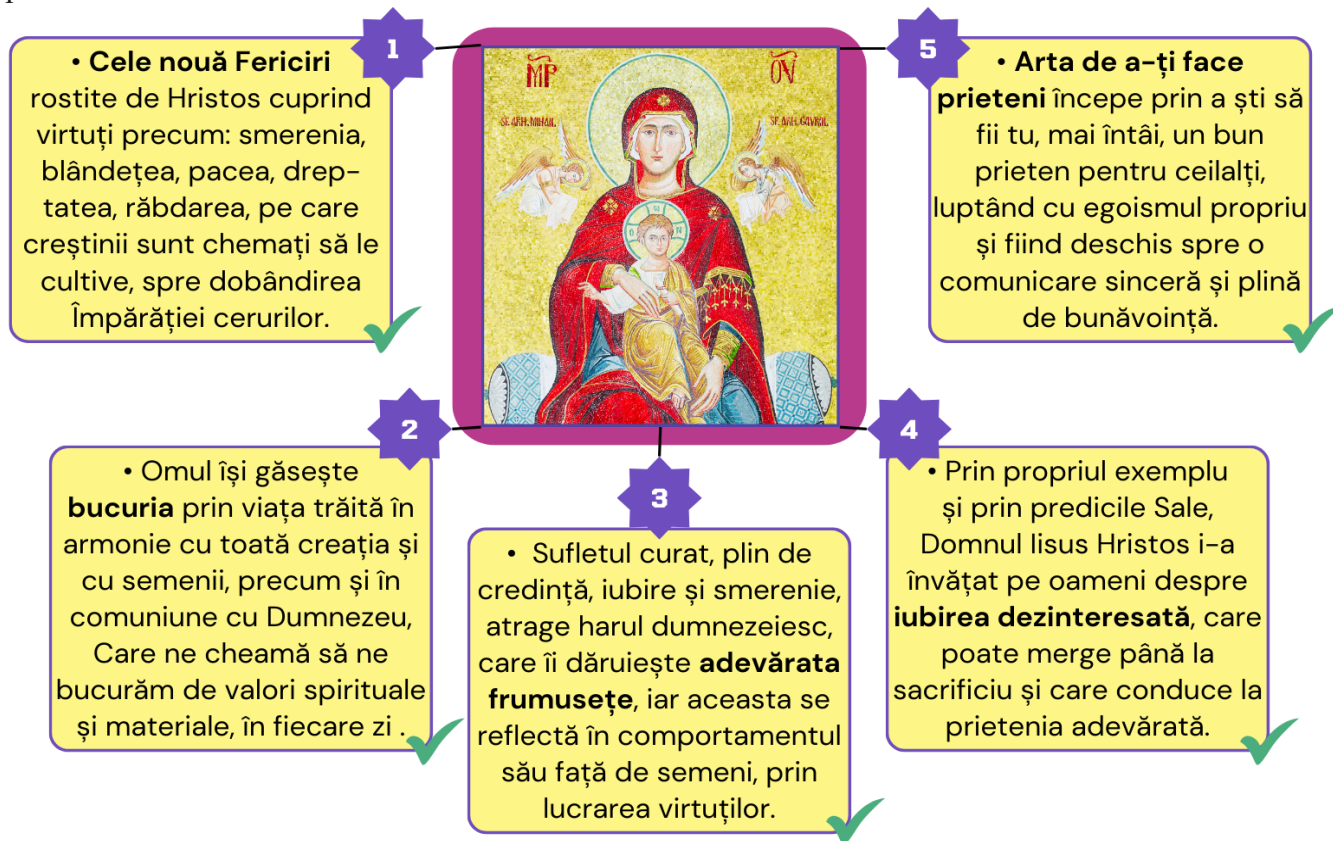 1
• Cele nouă Fericiri
rostite de Hristos cuprind
virtuți precum: smerenia,
blândețea, pacea, drep-
tatea, răbdarea, pe care
creștinii sunt chemați să le
cultive, spre dobândirea
Împărăției cerurilor.
2
• Omul își găsește
bucuria prin viața trăită în
armonie cu toată creația și
cu semenii, precum și în
comuniune cu Dumnezeu,
Care ne cheamă să ne
bucurăm de valori spirituale
și materiale, în fiecare zi .
3
• Sufletul curat, plin de
credință, iubire și smerenie,
atrage harul dumnezeiesc,
care îi dăruiește adevărata
frumusețe, iar aceasta se
reflectă în comportamentul
său față de semeni, prin
lucrarea virtuților.
4
• Prin propriul exemplu
și prin predicile Sale,
Domnul Iisus Hristos i-a
învățat pe oameni despre
iubirea dezinteresată, care
poate merge până la
sacrificiu și care conduce la
prietenia adevărată.
5
• Arta de a-ți face
prieteni începe prin a ști să
fii tu, mai întâi, un bun
prieten pentru ceilalți,
luptând cu egoismul propriu
și fiind deschis spre o
comunicare sinceră și plină
de bunăvoință.
SF. ARH. MIHAIL
SF. ARH. GAVRIIL